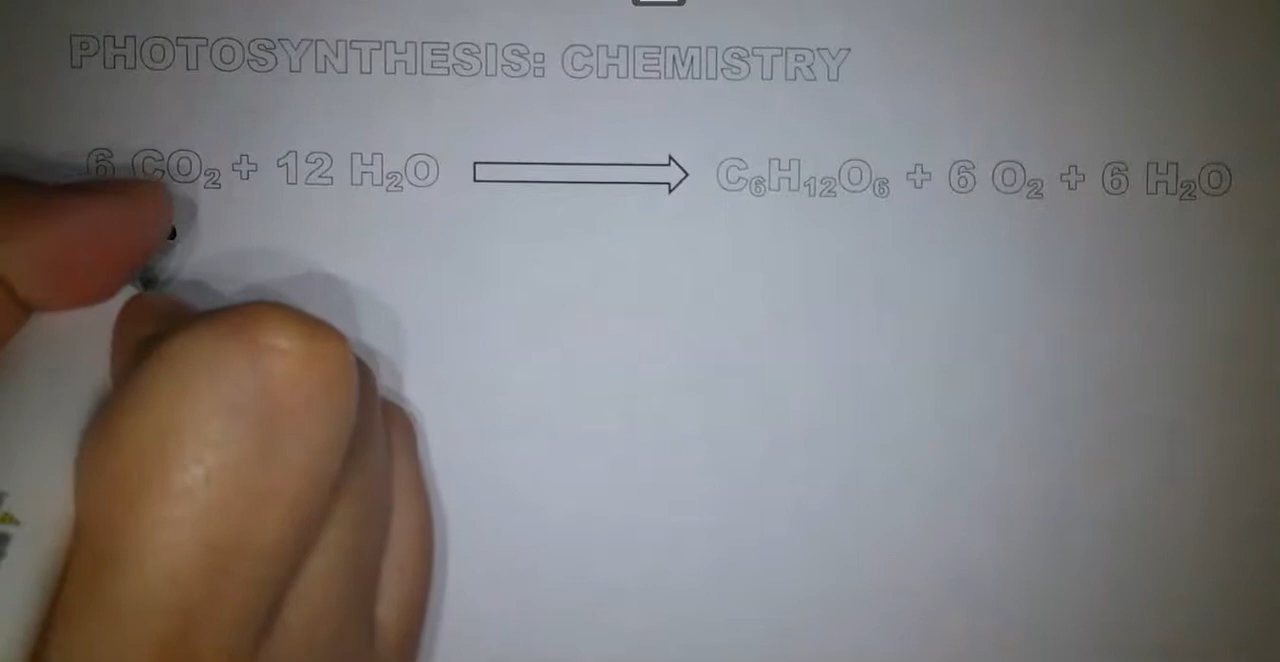 PHOTOSYNTHESIS: CHEMISTRY
6 CO₂ + 12 H₂O ⟹ C₆H₁₂O₆ + 6 O₂ + 6 H₂O